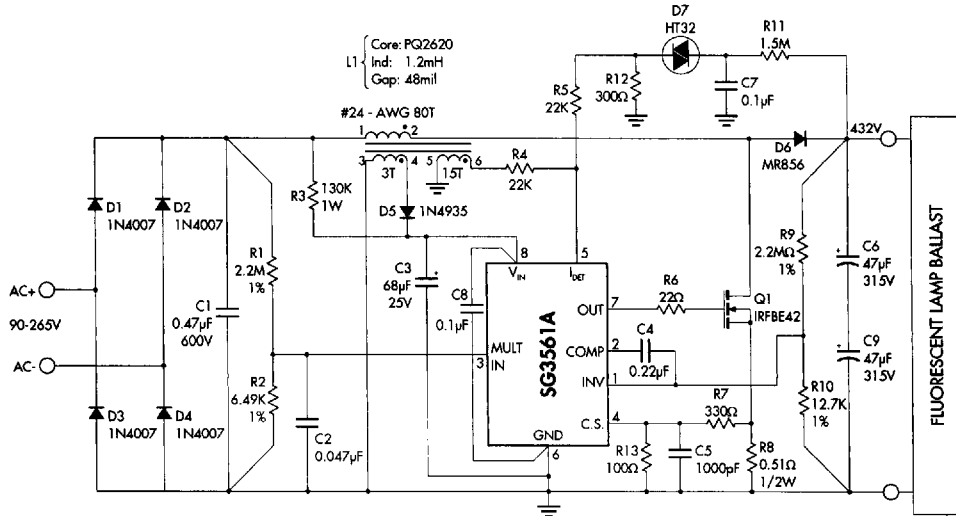 D7
HT32
R11
1.5M
Core: PQ2620
L1 { Ind: 1.2mH
Gap: 48mil
R12
300Ω
C7
0.1µF
R5
22K
#24 - AWG 80T
1 2
432V
D6
MR856
3 4 5 6
3T 15T
R4
22K
R3
130K
1W
D5
1N4935
D1
1N4007
D2
1N4007
R1
2.2M
1%
C3
68µF
25V
C8
0.1µF
8
VIN
5
IDET
R9
2.2MΩ
1%
C6
47µF
315V
AC+
90-265V
AC-
C1
0.47µF
600V
OUT
7
R6
22Ω
Q1
IRFBE42
MULT
IN
3
SG3561A
COMP
2
C4
0.22µF
INV
1
C9
47µF
315V
R2
6.49K
1%
R10
12.7K
1%
R7
330Ω
C.S.
4
D3
1N4007
D4
1N4007
C2
0.047µF
GND
6
R13
100Ω
C5
1000pF
R8
0.51Ω
1/2W
FLUORESCENT LAMP BALLAST